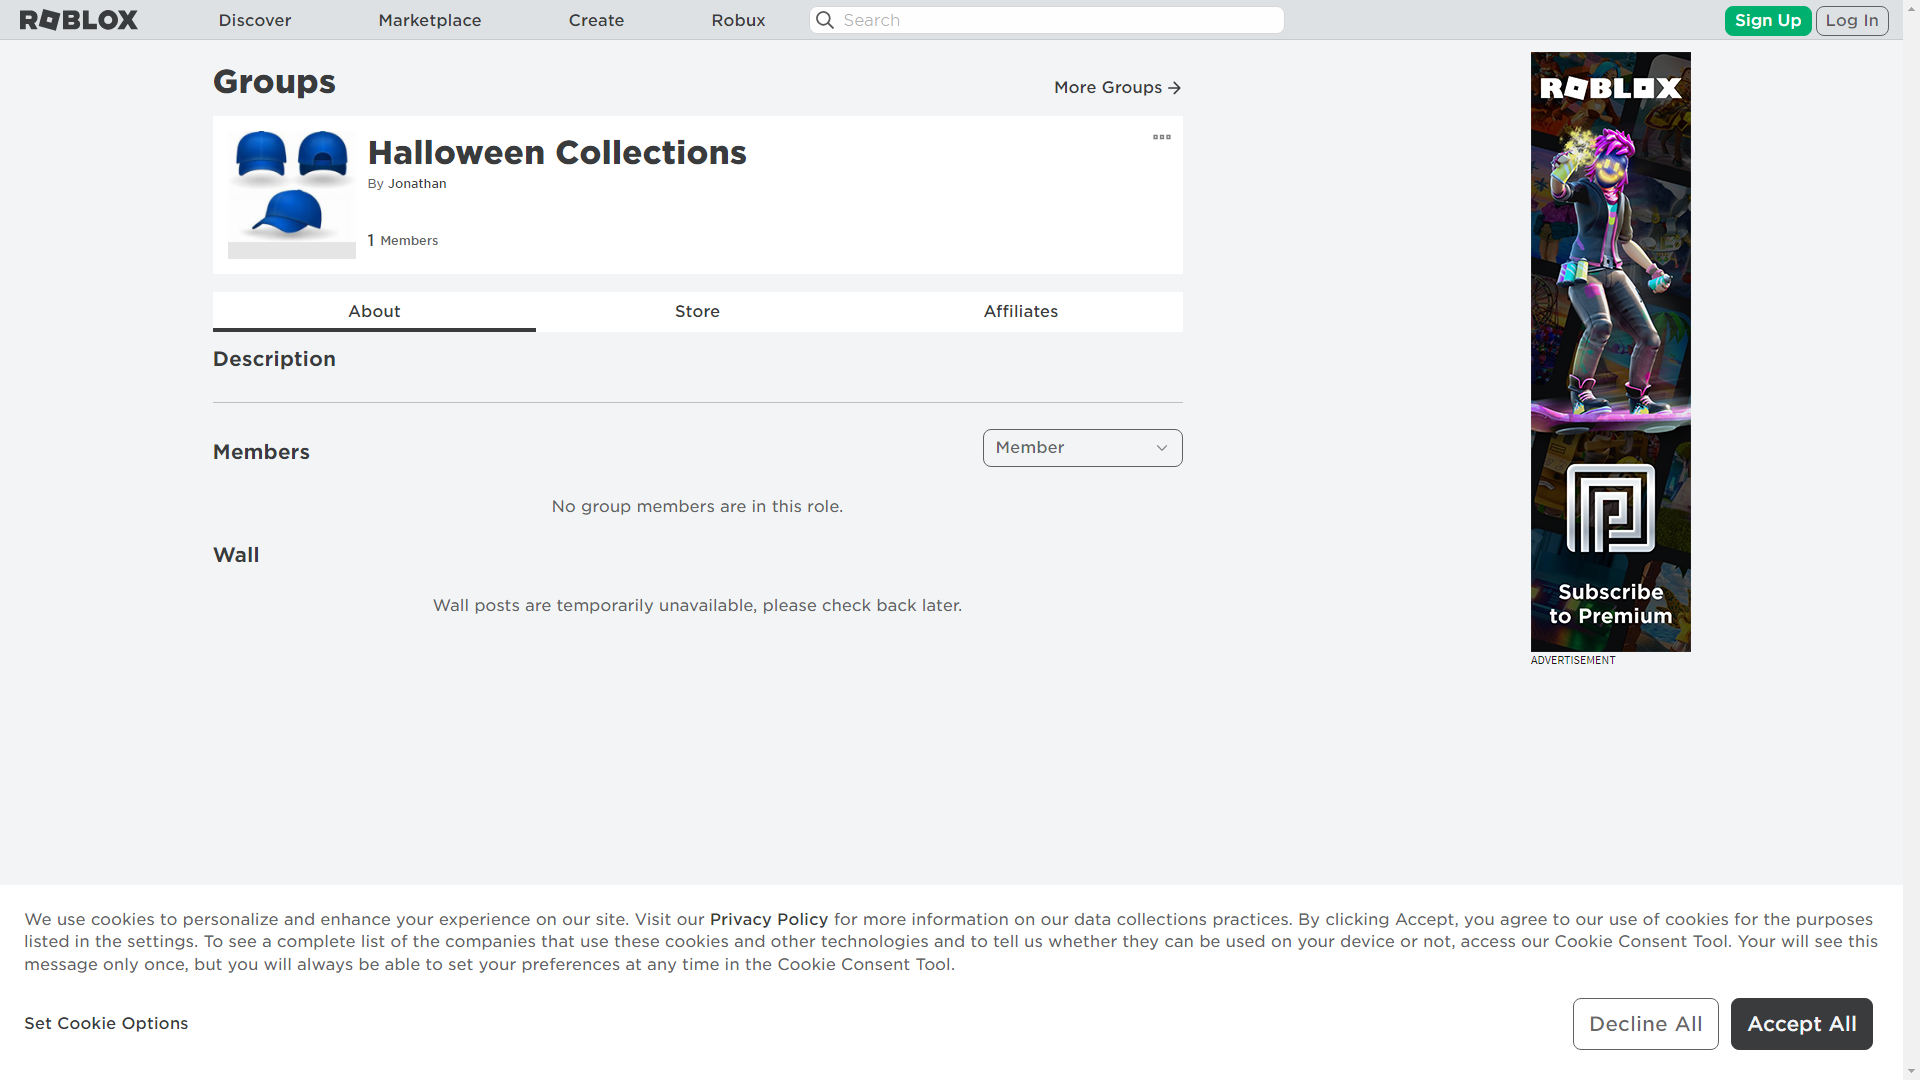 ROBLOX Discover Marketplace Create Robux Search Sign Up Log In
Groups
More Groups
Halloween Collections
By Jonathan
1 Members
About Store Affiliates
Description
Members
Member
No group members are in this role.
Wall
Wall posts are temporarily unavailable, please check back later.
ROBLOX
Subscribe
to Premium
ADVERTISEMENT
We use cookies to personalize and enhance your experience on our site. Visit our Privacy Policy for more information on our data collections practices. By clicking Accept, you agree to our use of cookies for the purposes
listed in the settings. To see a complete list of the companies that use these cookies and other technologies and to tell us whether they can be used on your device or not, access our Cookie Consent Tool. Your will see this
message only once, but you will always be able to set your preferences at any time in the Cookie Consent Tool.
Set Cookie Options
Decline All
Accept All